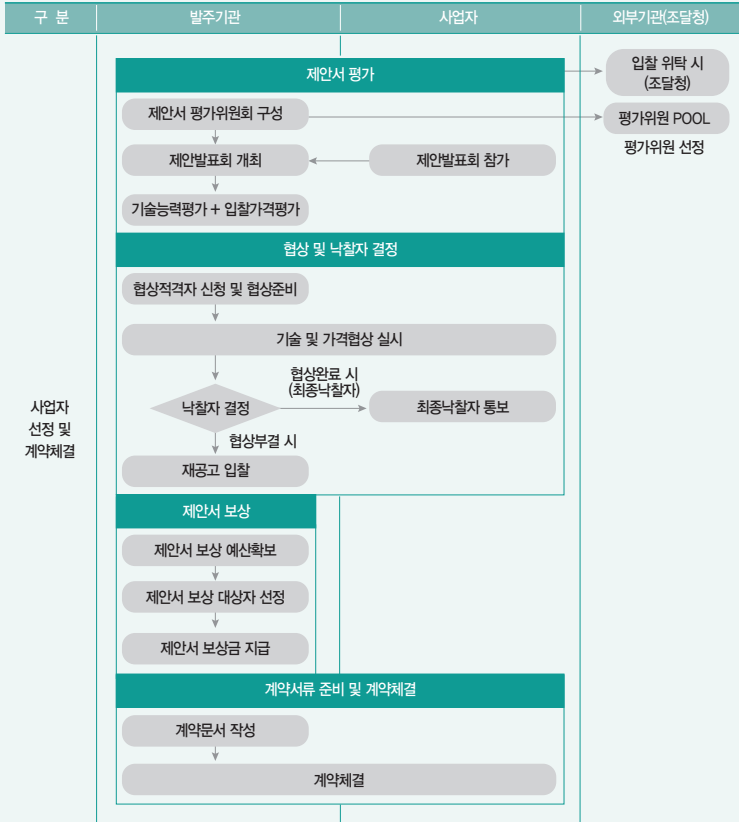 구 분
발주기관
사업자
외부기관(조달청)
제안서 평가
입찰 위탁 시
(조달청)
제안서 평가위원회 구성
평가위원 POOL
평가위원 선정
제안발표회 개최
제안발표회 참가
기술능력평가 + 입찰가격평가
협상 및 낙찰자 결정
협상적격자 신청 및 협상준비
기술 및 가격협상 실시
협상완료 시
(최종낙찰자)
낙찰자 결정
최종낙찰자 통보
사업자
선정 및
계약체결
협상부결 시
재공고 입찰
제안서 보상
제안서 보상 예산확보
제안서 보상 대상자 선정
제안서 보상금 지급
계약서류 준비 및 계약체결
계약문서 작성
계약체결